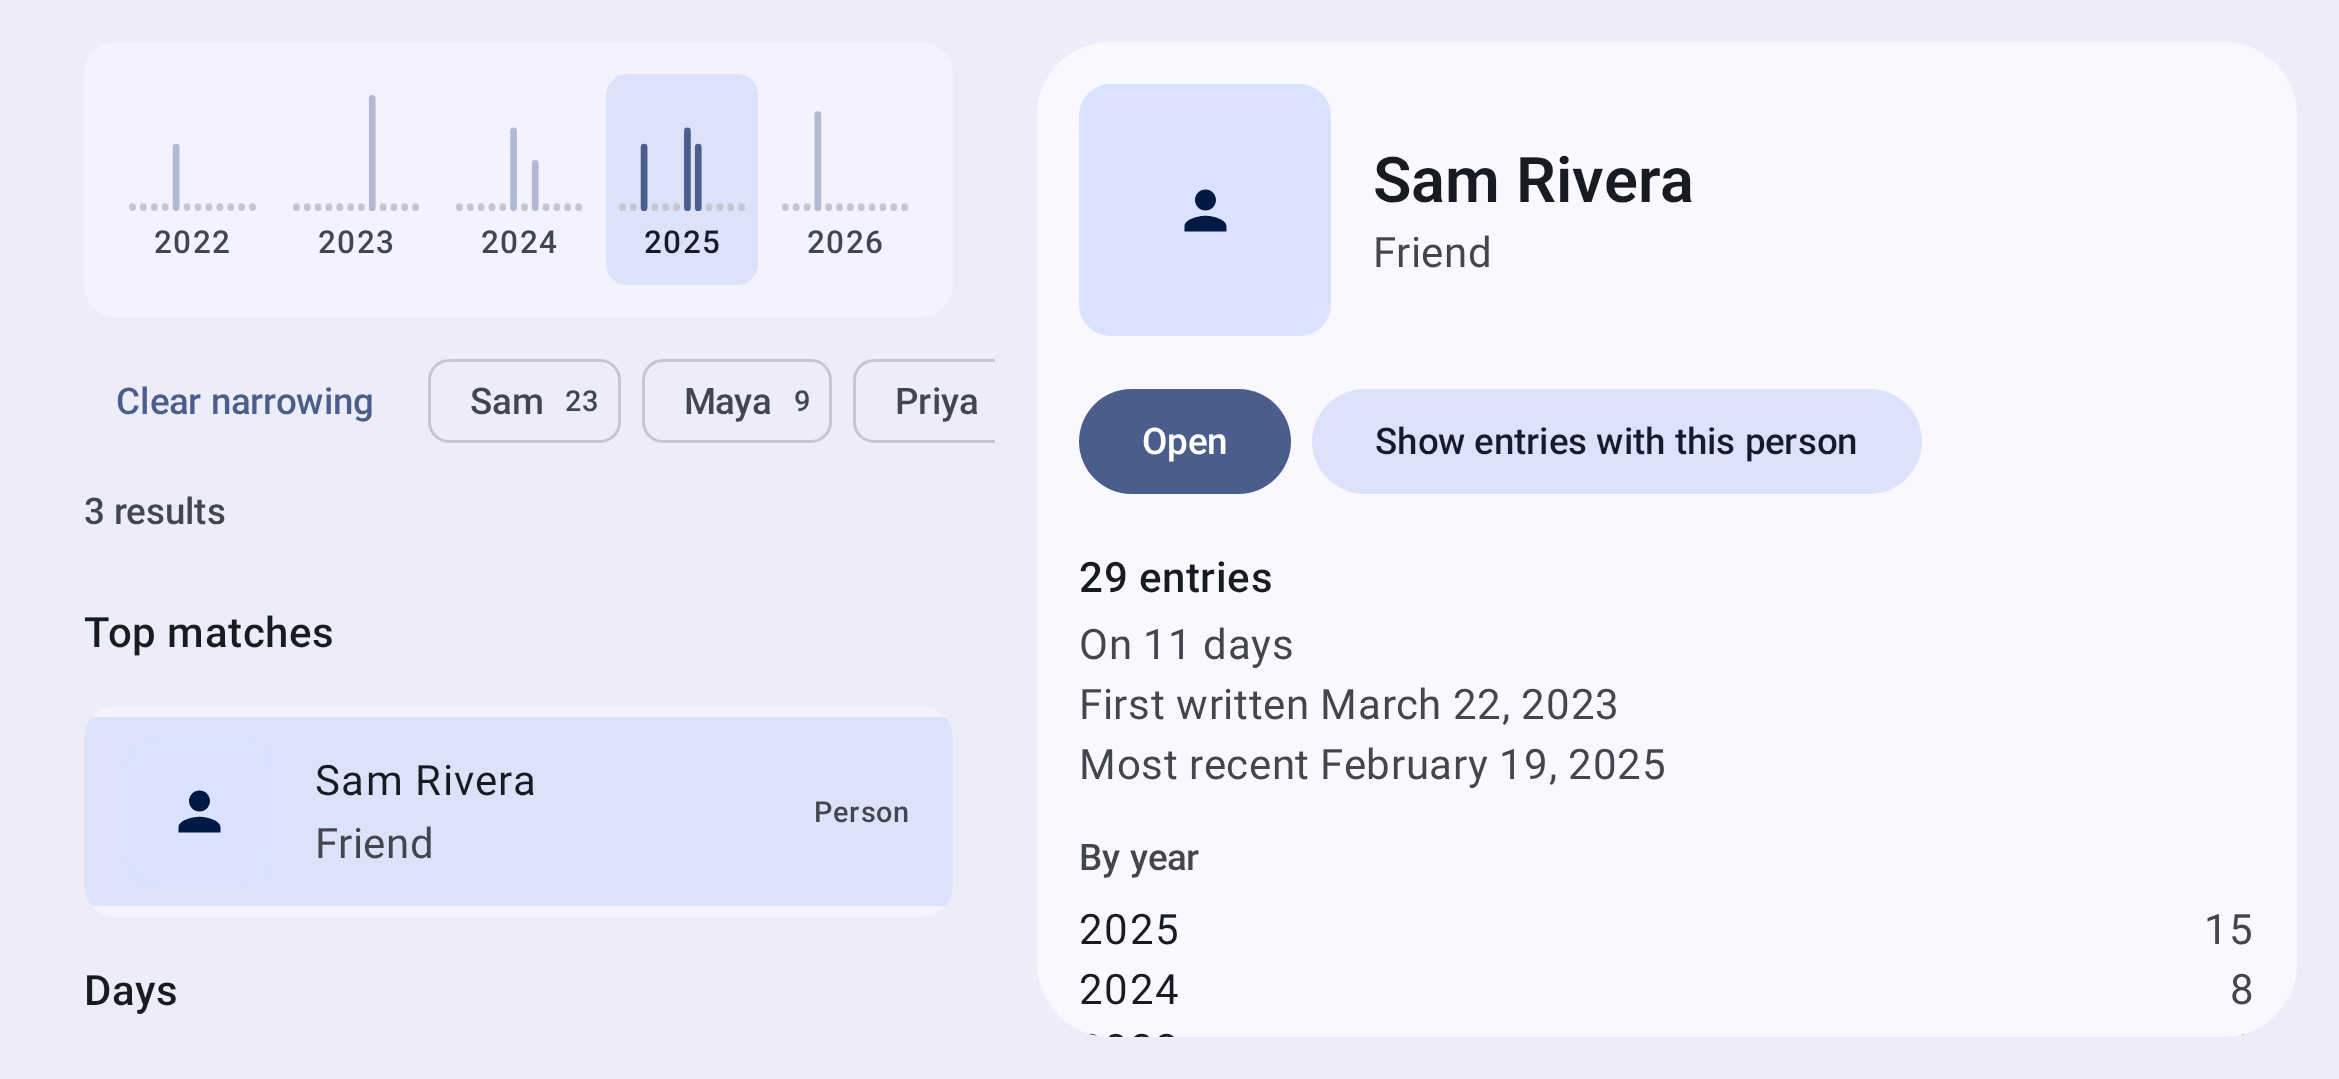 2022
2023
2024
2025
2026
Clear narrowing
Sam 23
Maya 9
Priya
3 results
Top matches
Sam Rivera
Friend
Person
Days
Sam Rivera
Friend
Open
Show entries with this person
29 entries
On 11 days
First written March 22, 2023
Most recent February 19, 2025
By year
2025 15
2024 8